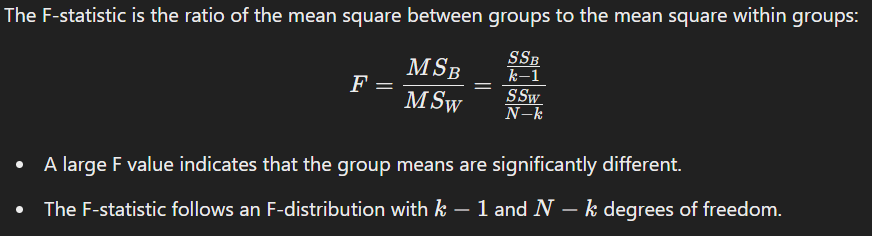 The F-statistic is the ratio of the mean square between groups to the mean square within groups:
F = \frac{MS_B}{MS_W} = \frac{\frac{SS_B}{k-1}}{\frac{SS_W}{N-k}}
• A large F value indicates that the group means are significantly different.
• The F-statistic follows an F-distribution with k − 1 and N − k degrees of freedom.